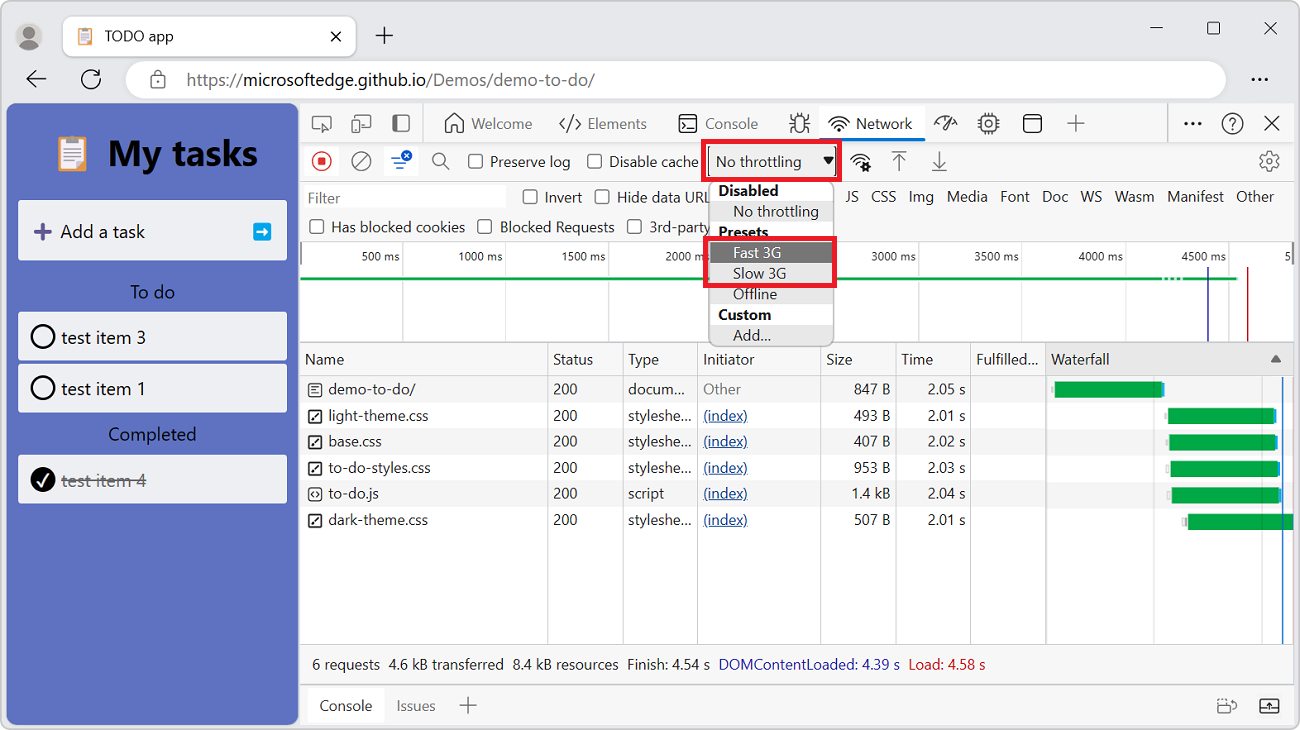 TODO app
https://microsoftedge.github.io/Demos/demo-to-do/
My tasks
Add a task
To do
test item 3
test item 1
Completed
test item 4
Welcome Elements Console Network
Preserve log Disable cache No throttling
Filter Invert Hide data URL JS CSS Img Media Font Doc WS Wasm Manifest Other
Has blocked cookies Blocked Requests 3rd-party
Disabled
No throttling
Presets
Fast 3G
Slow 3G
Offline
Custom
Add...
500 ms 1000 ms 1500 ms 2000 m 3000 ms 3500 ms 4000 ms 4500 ms 5
Name Status Type Initiator Size Time Fulfilled... Waterfall
demo-to-do/ 200 docum... Other 847 B 2.05 s
light-theme.css 200 styleshe... (index) 493 B 2.01 s
base.css 200 styleshe... (index) 407 B 2.02 s
to-do-styles.css 200 styleshe... (index) 953 B 2.03 s
to-do.js 200 script (index) 1.4 kB 2.04 s
dark-theme.css 200 styleshe... (index) 507 B 2.01 s
6 requests 4.6 kB transferred 8.4 kB resources Finish: 4.54 s DOMContentLoaded: 4.39 s Load: 4.58 s
Console Issues